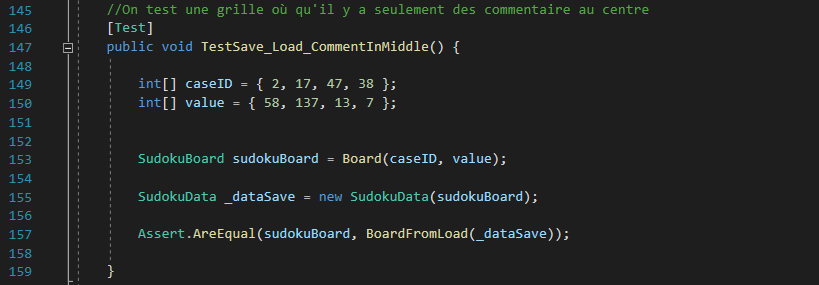 145 //On test une grille où qu'il y a seulement des commentaire au centre
146 [Test]
147 public void TestSave_Load_CommentInMiddle() {
148
149 int[] caseID = { 2, 17, 47, 38 };
150 int[] value = { 58, 137, 13, 7 };
151
152
153 SudokuBoard sudokuBoard = Board(caseID, value);
154
155 SudokuData _dataSave = new SudokuData(sudokuBoard);
156
157 Assert.AreEqual(sudokuBoard, BoardFromLoad(_dataSave));
158
159 }